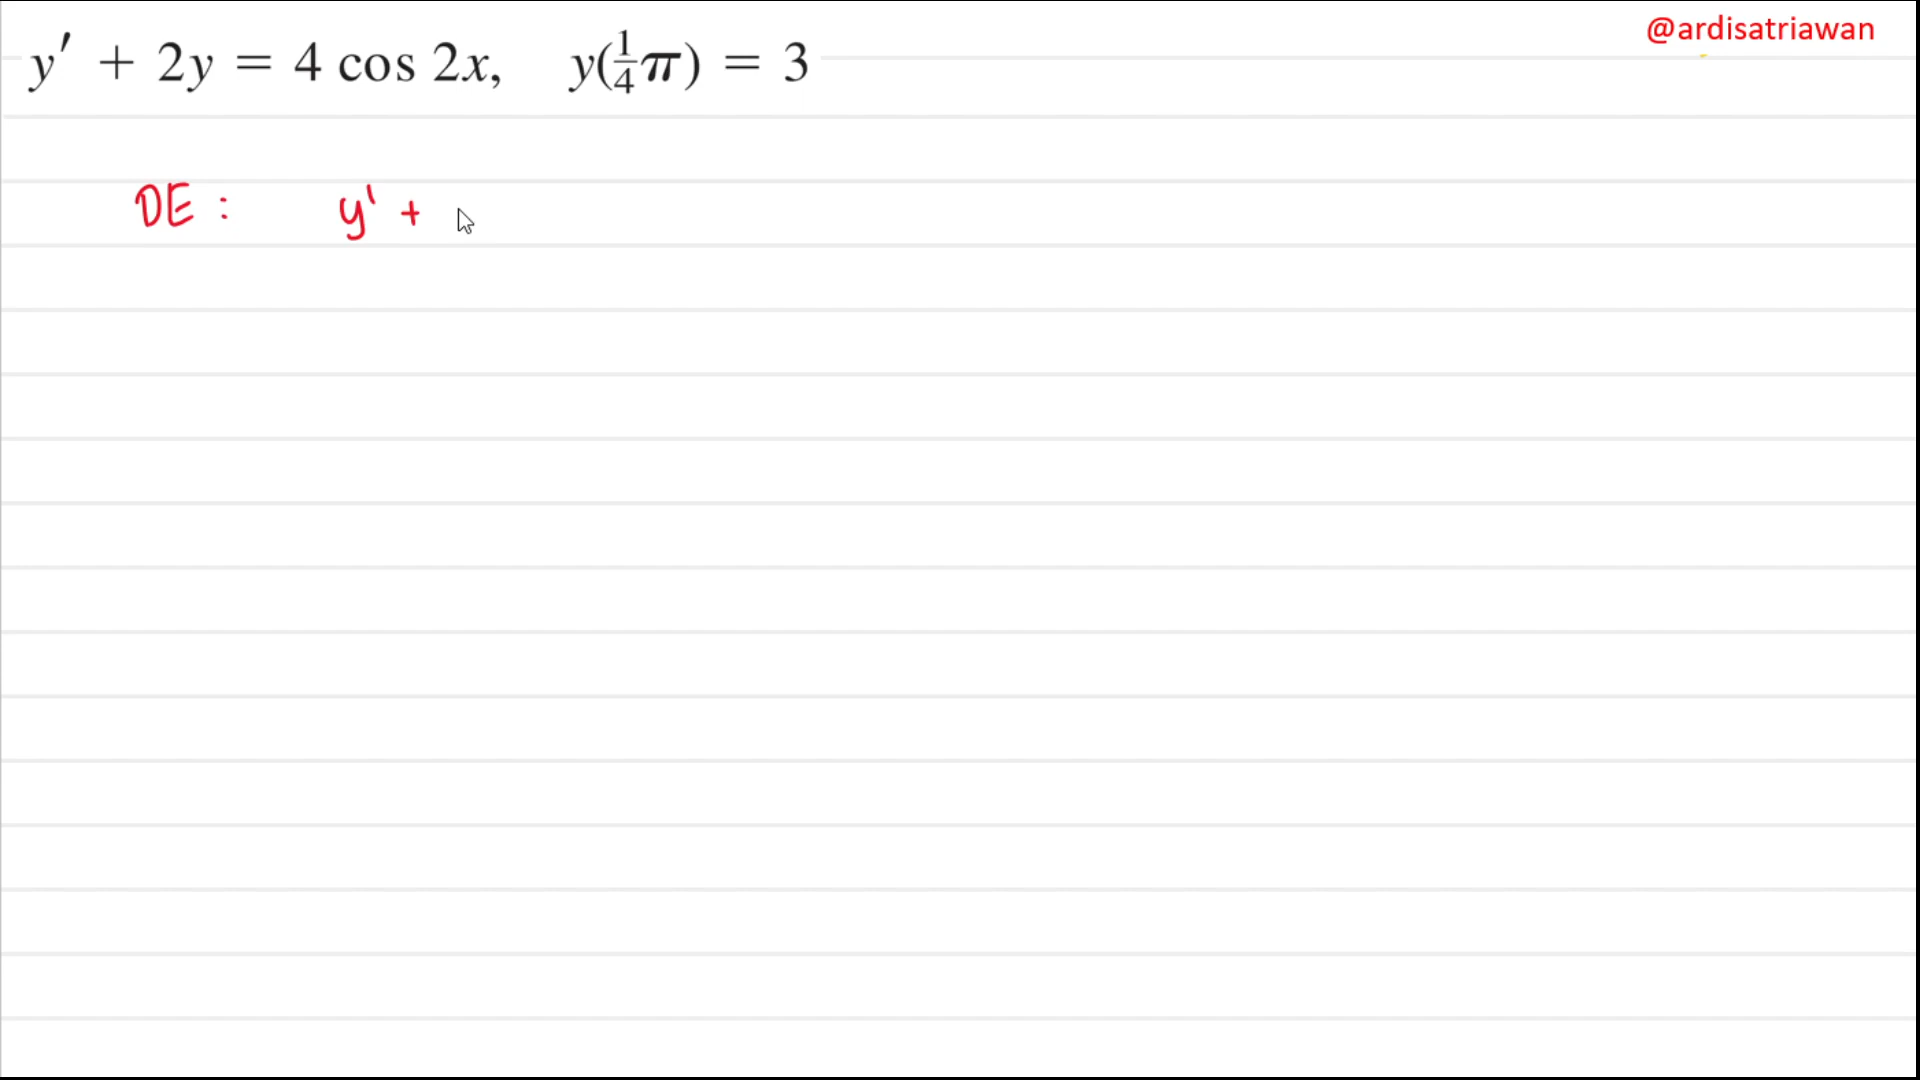 @ardisatriawan
y′ + 2y = 4 cos 2x, y(¼π) = 3
DE : y' +